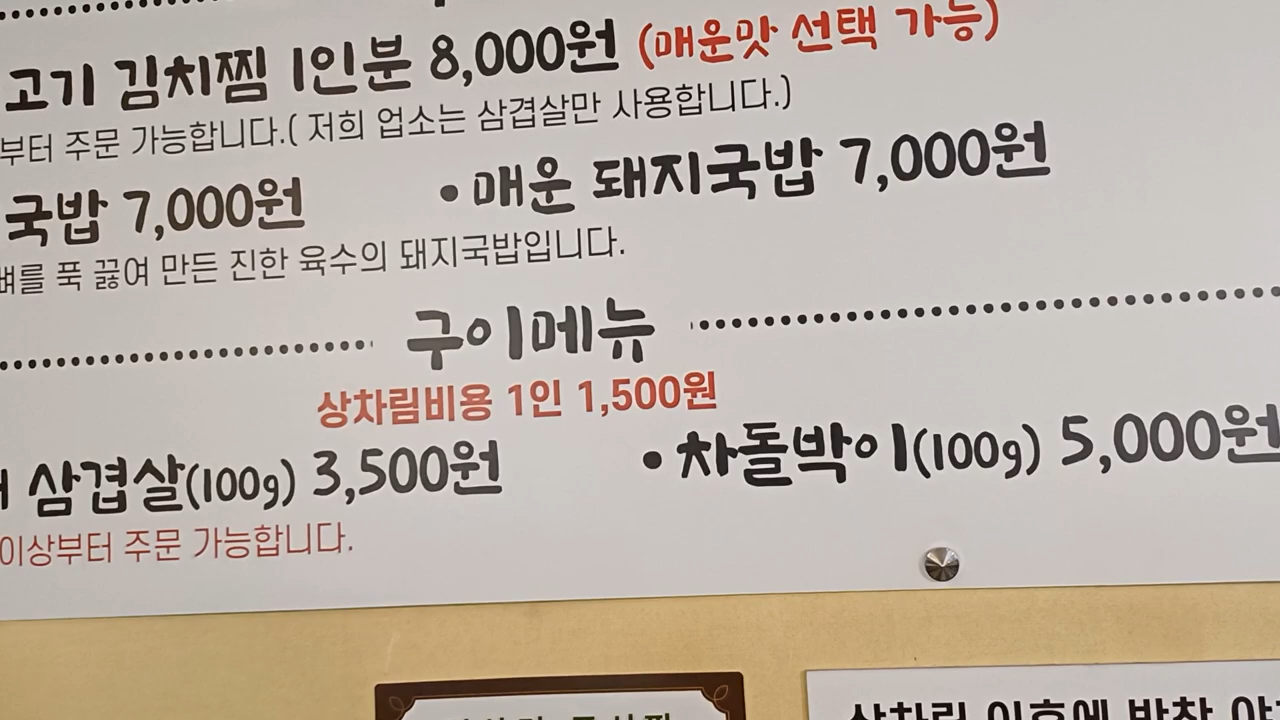 고기 김치찜 1인분 8,000원 (매운맛 선택 가능)
부터 주문 가능합니다.( 저희 업소는 삼겹살만 사용합니다.)
국밥 7,000원 • 매운 돼지국밥 7,000원
뼈를 푹 끓여 만든 진한 육수의 돼지국밥입니다.
구이메뉴
상차림비용 1인 1,500원
삼겹살(100g) 3,500원 • 차돌박이(100g) 5,000원
이상부터 주문 가능합니다.
상차림 이후에